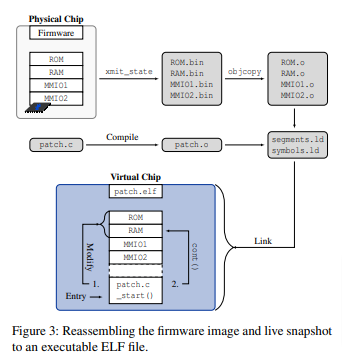 Physical Chip
Firmware
ROM
RAM
MMIO1
MMIO2
xmit_state
ROM.bin
RAM.bin
MMIO1.bin
MMIO2.bin
objcopy
ROM.o
RAM.o
MMIO1.o
MMIO2.o
patch.c
Compile
patch.o
segments.ld
symbols.ld
Virtual Chip
patch.elf
ROM
RAM
MMIO1
MMIO2
Modify
cont()
1.
patch.c
2.
Entry
_start()
Link
Figure 3: Reassembling the firmware image and live snapshot
to an executable ELF file.